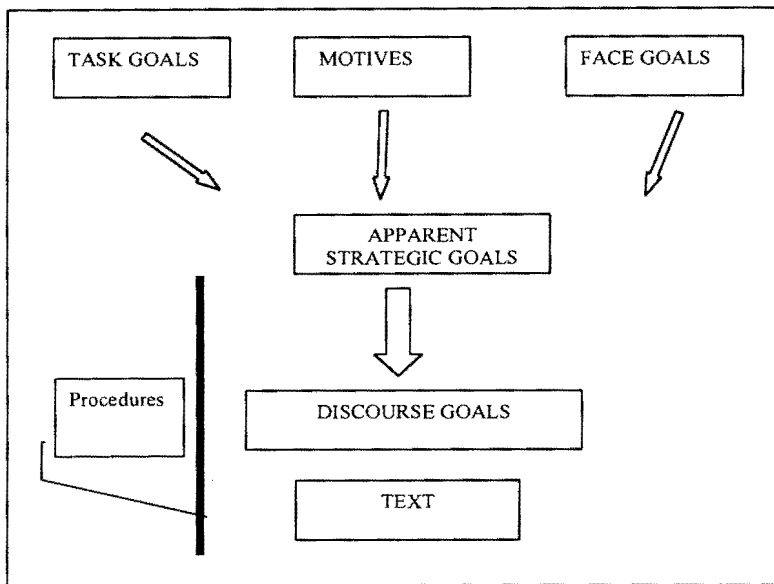 TASK GOALS
MOTIVES
FACE GOALS
APPARENT
STRATEGIC GOALS
Procedures
DISCOURSE GOALS
TEXT